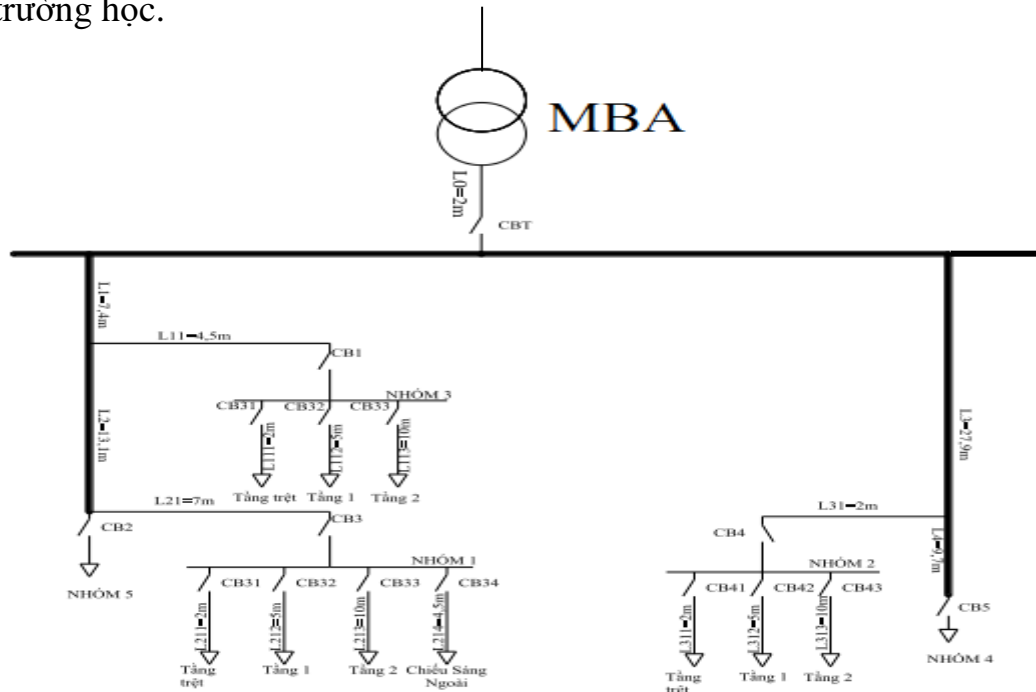 trường học.
MBA
L0=2m
CBT
L1=7,4m
L11=4,5m
CB1
NHÓM 3
CB31 CB32 CB33
L111=2m
L112=5m
L113=10m
Tầng trệt Tầng 1 Tầng 2
L2=13,1m
L21=7m
CB3
CB2
NHÓM 5
NHÓM 1
CB31 CB32 CB33 CB34
L211=2m
L212=5m
L213=10m
L214=4,5m
Tầng
trệt
Tầng 1 Tầng 2 Chiếu Sáng
Ngoài
L3=27,9m
L31=2m
CB4
L4=9,7m
NHÓM 2
CB41 CB42 CB43
L311=2m
L312=5m
L313=10m
Tầng
trệt
Tầng 1 Tầng 2
CB5
NHÓM 4